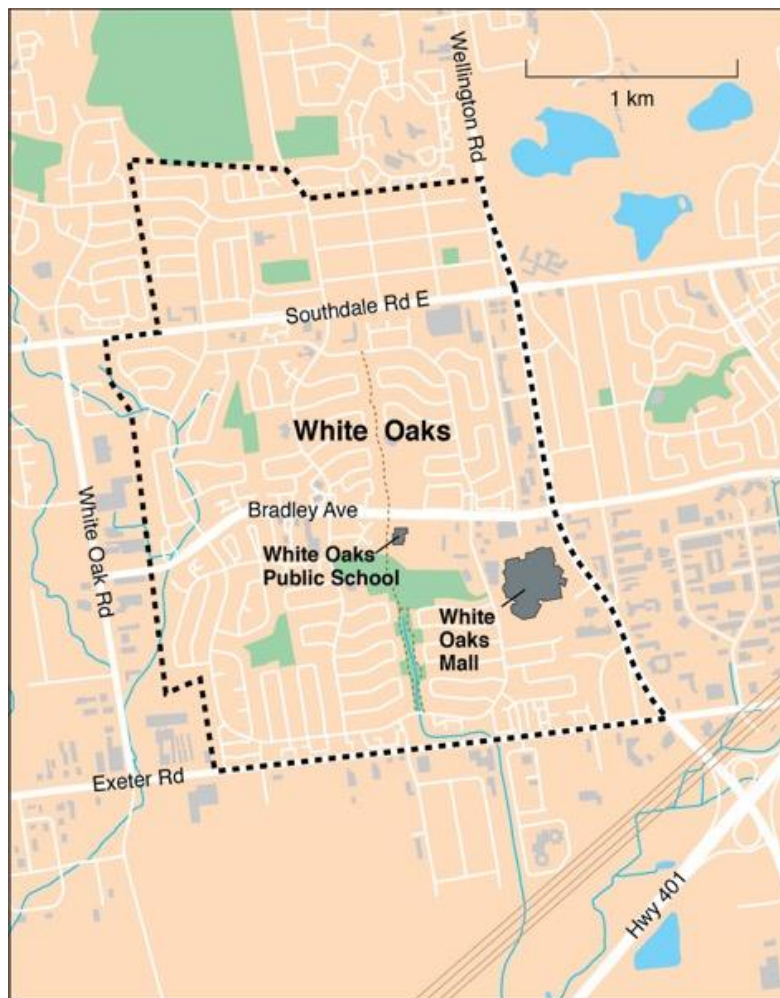 Wellington Rd
1 km
Southdale Rd E
White Oaks
Bradley Ave
White Oak Rd
White Oaks
Public School
White
Oaks
Mall
Exeter Rd
Hwy 401